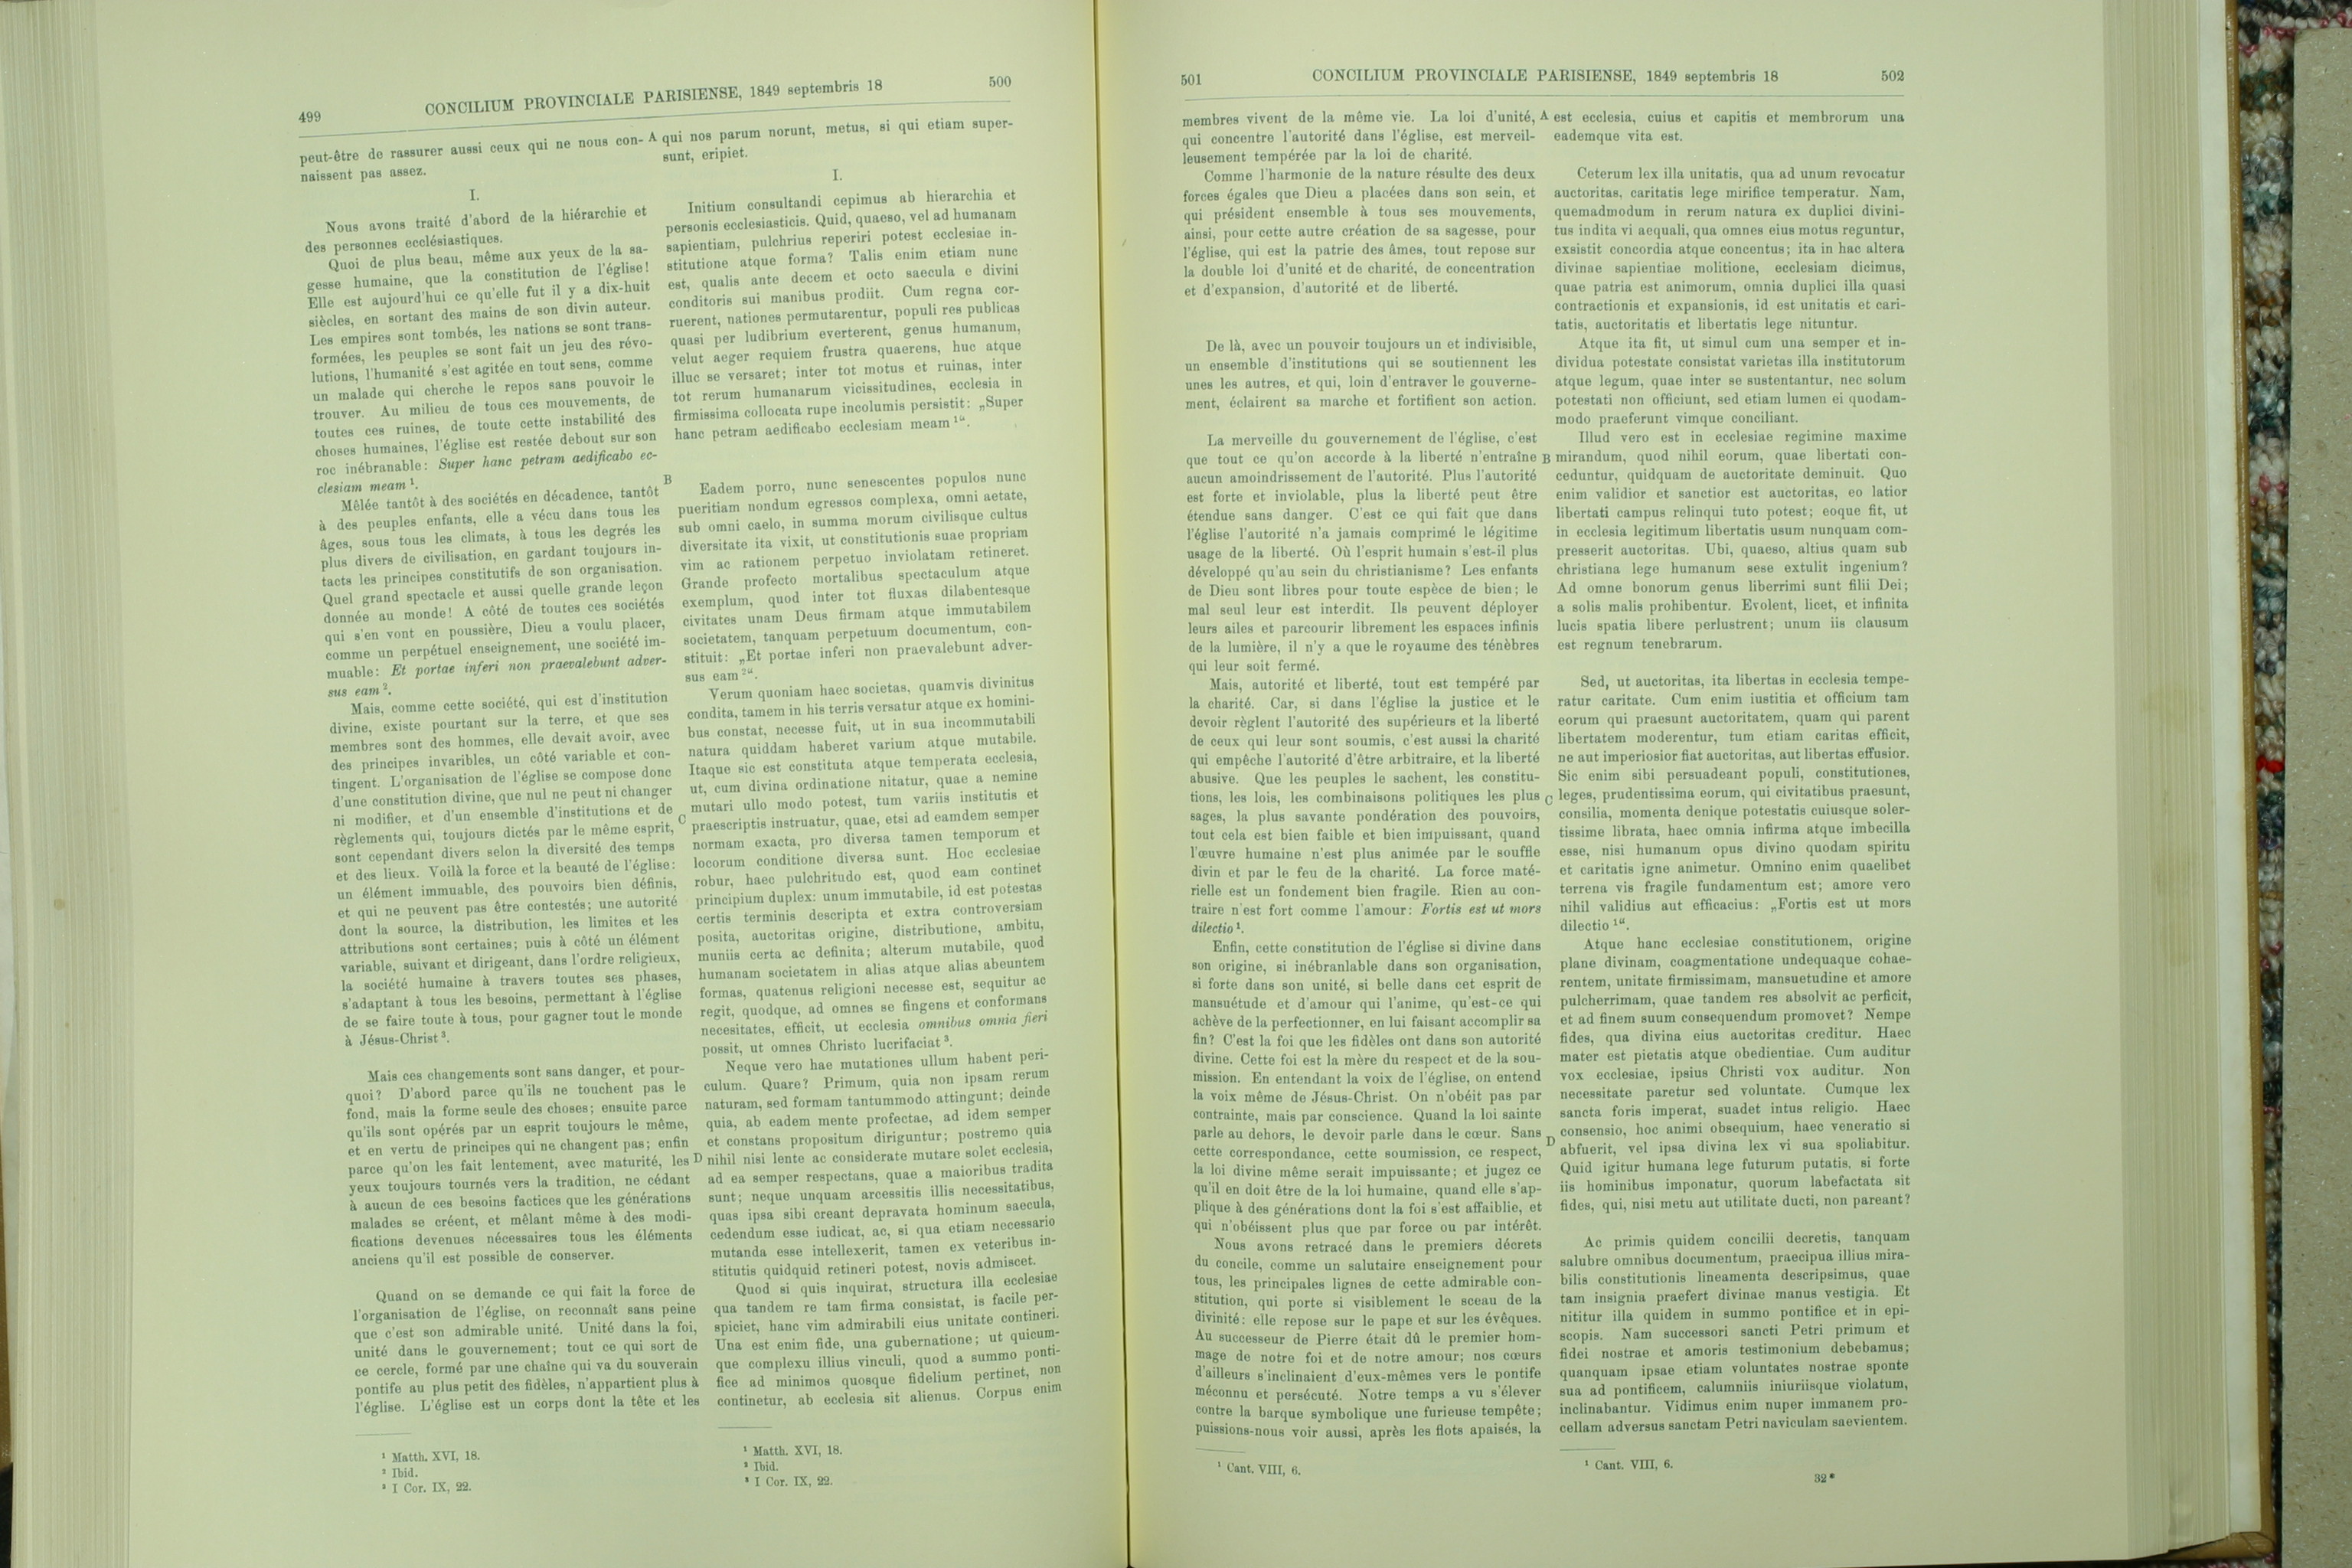 499
CONCILIUM PROVINCIALE PARISIENSE, 1849 septembris 18
500
peut-être de rassurer aussi ceux qui ne nous con-
naissent pas assez.
I.
Nous avons traité d'abord de la hiérarchie et
des personnes ecclésiastiques.
Quoi de plus beau, même aux yeux de la sa-
gesse humaine, que la constitution de l'église!
Elle est aujourd'hui ce qu'elle fut il y a dix-huit
siècles, en sortant des mains de son divin auteur.
Les empires sont tombés, les nations se sont trans-
formées, les peuples se sont fait un jeu des révo-
lutions, l'humanité s'est agitée en tout sens, comme
un malade qui cherche le repos sans pouvoir le
trouver. Au milieu de tous ces mouvements, de
toutes ces ruines, de toute cette instabilité des
choses humaines, l'église est restée debout sur son
roc inébranable: Super hanc petram aedificabo ec-
clesiam meam ¹.
Mêlée tantôt à des sociétés en décadence, tantôt
à des peuples enfants, elle a vécu dans tous les
âges, sous tous les climats, à tous les degrés les
plus divers de civilisation, en gardant toujours in-
tacts les principes constitutifs de son organisation.
Quel grand spectacle et aussi quelle grande leçon
donnée au monde! A côté de toutes ces sociétés
qui s'en vont en poussière, Dieu a voulu placer,
comme un perpétuel enseignement, une société im-
muable: Et portae inferi non praevalebunt adver-
sus eam ².
Mais, comme cette société, qui est d'institution
divine, existe pourtant sur la terre, et que ses
membres sont des hommes, elle devait avoir, avec
des principes invaribles, un côté variable et con-
tingent. L'organisation de l'église se compose donc
d'une constitution divine, que nul ne peut ni changer
ni modifier, et d'un ensemble d'institutions et de
règlements qui, toujours dictés par le même esprit,
sont cependant divers selon la diversité des temps
et des lieux. Voilà la force et la beauté de l'église:
un élément immuable, des pouvoirs bien définis,
et qui ne peuvent pas être contestés; une autorité
dont la source, la distribution, les limites et les
attributions sont certaines; puis à côté un élément
variable, suivant et dirigeant, dans l'ordre religieux,
la société humaine à travers toutes ses phases,
s'adaptant à tous les besoins, permettant à l'église
de se faire toute à tous, pour gagner tout le monde
à Jésus-Christ ³.
Mais ces changements sont sans danger, et pour-
quoi? D'abord parce qu'ils ne touchent pas le
fond, mais la forme seule des choses; ensuite parce
qu'ils sont opérés par un esprit toujours le même,
et en vertu de principes qui ne changent pas; enfin
parce qu'on les fait lentement, avec maturité, les
yeux toujours tournés vers la tradition, ne cédant
à aucun de ces besoins factices que les générations
malades se créent, et mêlant même à des modi-
fications devenues nécessaires tous les éléments
anciens qu'il est possible de conserver.
Quand on se demande ce qui fait la force de
l'organisation de l'église, on reconnaît sans peine
que c'est son admirable unité. Unité dans la foi,
unité dans le gouvernement; tout ce qui sort de
ce cercle, formé par une chaîne qui va du souverain
pontife au plus petit des fidèles, n'appartient plus à
l'église. L'église est un corps dont la tête et les
¹ Matth. XVI, 18.
² Ibid.
³ I Cor. IX, 22.
A
B
C
D
qui nos parum norunt, metus, si qui etiam super-
sunt, eripiet.
I.
Initium consultandi cepimus ab hierarchia et
personis ecclesiasticis. Quid, quaeso, vel ad humanam
sapientiam, pulchrius reperiri potest ecclesiae in-
stitutione atque forma? Talis enim etiam nunc
est, qualis ante decem et octo saecula e divini
conditoris sui manibus prodiit. Cum regna cor-
ruerent, nationes permutarentur, populi res publicas
quasi per ludibrium everterent, genus humanum,
velut aeger requiem frustra quaerens, huc atque
illuc se versaret; inter tot motus et ruinas, inter
tot rerum humanarum vicissitudines, ecclesia in
firmissima collocata rupe incolumis persistit: „Super
hanc petram aedificabo ecclesiam meam ¹“.
Eadem porro, nunc senescentes populos nunc
pueritiam nondum egressos complexa, omni aetate,
sub omni caelo, in summa morum civilisque cultus
diversitate ita vixit, ut constitutionis suae propriam
vim ac rationem perpetuo inviolatam retineret.
Grande profecto mortalibus spectaculum atque
exemplum, quod inter tot fluxas dilabentesque
civitates unam Deus firmam atque immutabilem
societatem, tanquam perpetuum documentum, con-
stituit: „Et portae inferi non praevalebunt adver-
sus eam ²“.
Verum quoniam haec societas, quamvis divinitus
condita, tamem in his terris versatur atque ex homini-
bus constat, necesse fuit, ut in sua incommutabili
natura quiddam haberet varium atque mutabile.
Itaque sic est constituta atque temperata ecclesia,
ut, cum divina ordinatione nitatur, quae a nemine
mutari ullo modo potest, tum variis institutis et
praescriptis instruatur, quae, etsi ad eamdem semper
normam exacta, pro diversa tamen temporum et
locorum conditione diversa sunt. Hoc ecclesiae
robur, haec pulchritudo est, quod eam continet
principium duplex: unum immutabile, id est potestas
certis terminis descripta et extra controversiam
posita, auctoritas origine, distributione, ambitu,
muniis certa ac definita; alterum mutabile, quod
humanam societatem in alias atque alias abeuntem
formas, quatenus religioni necesse est, sequitur ac
regit, quodque, ad omnes se fingens et conformans
necesitates, efficit, ut ecclesia omnibus omnia fieri
possit, ut omnes Christo lucrifaciat ³.
Neque vero hae mutationes ullum habent peri-
culum. Quare? Primum, quia non ipsam rerum
naturam, sed formam tantummodo attingunt; deinde
quia, ab eadem mente profectae, ad idem semper
et constans propositum diriguntur; postremo quia
nihil nisi lente ac considerate mutare solet ecclesia,
ad ea semper respectans, quae a maioribus tradita
sunt; neque unquam arcessitis illis necessitatibus,
quas ipsa sibi creant depravata hominum saecula,
cedendum esse iudicat, ac, si qua etiam necessario
mutanda esse intellexerit, tamen ex veteribus in-
stitutis quidquid retineri potest, novis admiscet.
Quod si quis inquirat, structura illa ecclesiae
qua tandem re tam firma consistat, is facile per-
spiciet, hanc vim admirabili eius unitate contineri.
Una est enim fide, una gubernatione; ut quicum-
que complexu illius vinculi, quod a summo ponti-
fice ad minimos quosque fidelium pertinet, non
continetur, ab ecclesia sit alienus. Corpus enim
¹ Matth. XVI, 18.
² Ibid.
³ I Cor. IX, 22.
501
CONCILIUM PROVINCIALE PARISIENSE, 1849 septembris 18
502
membres vivent de la même vie. La loi d'unité,
qui concentre l'autorité dans l'église, est merveil-
leusement tempérée par la loi de charité.
Comme l'harmonie de la nature résulte des deux
forces égales que Dieu a placées dans son sein, et
qui président ensemble à tous ses mouvements,
ainsi, pour cette autre création de sa sagesse, pour
l'église, qui est la patrie des âmes, tout repose sur
la double loi d'unité et de charité, de concentration
et d'expansion, d'autorité et de liberté.
De là, avec un pouvoir toujours un et indivisible,
un ensemble d'institutions qui se soutiennent les
unes les autres, et qui, loin d'entraver le gouverne-
ment, éclairent sa marche et fortifient son action.
La merveille du gouvernement de l'église, c'est
que tout ce qu'on accorde à la liberté n'entraîne
aucun amoindrissement de l'autorité. Plus l'autorité
est forte et inviolable, plus la liberté peut être
étendue sans danger. C'est ce qui fait que dans
l'église l'autorité n'a jamais comprimé le légitime
usage de la liberté. Où l'esprit humain s'est-il plus
développé qu'au sein du christianisme? Les enfants
de Dieu sont libres pour toute espèce de bien; le
mal seul leur est interdit. Ils peuvent déployer
leurs ailes et parcourir librement les espaces infinis
de la lumière, il n'y a que le royaume des ténèbres
qui leur soit fermé.
Mais, autorité et liberté, tout est tempéré par
la charité. Car, si dans l'église la justice et le
devoir règlent l'autorité des supérieurs et la liberté
de ceux qui leur sont soumis, c'est aussi la charité
qui empêche l'autorité d'être arbitraire, et la liberté
abusive. Que les peuples le sachent, les constitu-
tions, les lois, les combinaisons politiques les plus
sages, la plus savante pondération des pouvoirs,
tout cela est bien faible et bien impuissant, quand
l'œuvre humaine n'est plus animée par le souffle
divin et par le feu de la charité. La force maté-
rielle est un fondement bien fragile. Rien au con-
traire n'est fort comme l'amour: Fortis est ut mors
dilectio ¹.
Enfin, cette constitution de l'église si divine dans
son origine, si inébranlable dans son organisation,
si forte dans son unité, si belle dans cet esprit de
mansuétude et d'amour qui l'anime, qu'est-ce qui
achève de la perfectionner, en lui faisant accomplir sa
fin? C'est la foi que les fidèles ont dans son autorité
divine. Cette foi est la mère du respect et de la sou-
mission. En entendant la voix de l'église, on entend
la voix même de Jésus-Christ. On n'obéit pas par
contrainte, mais par conscience. Quand la loi sainte
parle au dehors, le devoir parle dans le cœur. Sans
cette correspondance, cette soumission, ce respect,
la loi divine même serait impuissante; et jugez ce
qu'il en doit être de la loi humaine, quand elle s'ap-
plique à des générations dont la foi s'est affaiblie, et
qui n'obéissent plus que par force ou par intérêt.
Nous avons retracé dans le premiers décrets
du concile, comme un salutaire enseignement pour
tous, les principales lignes de cette admirable con-
stitution, qui porte si visiblement le sceau de la
divinité: elle repose sur le pape et sur les évêques.
Au successeur de Pierre était dû le premier hom-
mage de notre foi et de notre amour; nos cœurs
d'ailleurs s'inclinaient d'eux-mêmes vers le pontife
méconnu et persécuté. Notre temps a vu s'élever
contre la barque symbolique une furieuse tempête;
puissions-nous voir aussi, après les flots apaisés, la
¹ Cant. VIII, 6.
A
B
C
D
est ecclesia, cuius et capitis et membrorum una
eademque vita est.
Ceterum lex illa unitatis, qua ad unum revocatur
auctoritas, caritatis lege mirifice temperatur. Nam,
quemadmodum in rerum natura ex duplici divini-
tus indita vi aequali, qua omnes eius motus reguntur,
exsistit concordia atque concentus; ita in hac altera
divinae sapientiae molitione, ecclesiam dicimus,
quae patria est animorum, omnia duplici illa quasi
contractionis et expansionis, id est unitatis et cari-
tatis, auctoritatis et libertatis lege nituntur.
Atque ita fit, ut simul cum una semper et in-
dividua potestate consistat varietas illa institutorum
atque legum, quae inter se sustentantur, nec solum
potestati non officiunt, sed etiam lumen ei quodam-
modo praeferunt vimque conciliant.
Illud vero est in ecclesiae regimine maxime
mirandum, quod nihil eorum, quae libertati con-
ceduntur, quidquam de auctoritate deminuit. Quo
enim validior et sanctior est auctoritas, eo latior
libertati campus relinqui tuto potest; eoque fit, ut
in ecclesia legitimum libertatis usum nunquam com-
presserit auctoritas. Ubi, quaeso, altius quam sub
christiana lege humanum sese extulit ingenium?
Ad omne bonorum genus liberrimi sunt filii Dei;
a solis malis prohibentur. Evolent, licet, et infinita
lucis spatia libere perlustrent; unum iis clausum
est regnum tenebrarum.
Sed, ut auctoritas, ita libertas in ecclesia tempe-
ratur caritate. Cum enim iustitia et officium tam
eorum qui praesunt auctoritatem, quam qui parent
libertatem moderentur, tum etiam caritas efficit,
ne aut imperiosior fiat auctoritas, aut libertas effusior.
Sic enim sibi persuadeant populi, constitutiones,
leges, prudentissima eorum, qui civitatibus praesunt,
consilia, momenta denique potestatis cuiusque soler-
tissime librata, haec omnia infirma atque imbecilla
esse, nisi humanum opus divino quodam spiritu
et caritatis igne animetur. Omnino enim quaelibet
terrena vis fragile fundamentum est; amore vero
nihil validius aut efficacius: „Fortis est ut mors
dilectio ¹“.
Atque hanc ecclesiae constitutionem, origine
plane divinam, coagmentatione undequaque cohae-
rentem, unitate firmissimam, mansuetudine et amore
pulcherrimam, quae tandem res absolvit ac perficit,
et ad finem suum consequendum promovet? Nempe
fides, qua divina eius auctoritas creditur. Haec
mater est pietatis atque obedientiae. Cum auditur
vox ecclesiae, ipsius Christi vox auditur. Non
necessitate paretur sed voluntate. Cumque lex
sancta foris imperat, suadet intus religio. Haec
consensio, hoc animi obsequium, haec veneratio si
abfuerit, vel ipsa divina lex vi sua spoliabitur.
Quid igitur humana lege futurum putatis, si forte
iis hominibus imponatur, quorum labefactata sit
fides, qui, nisi metu aut utilitate ducti, non pareant?
Ac primis quidem concilii decretis, tanquam
salubre omnibus documentum, praecipua illius mira-
bilis constitutionis lineamenta descripsimus, quae
tam insignia praefert divinae manus vestigia. Et
nititur illa quidem in summo pontifice et in epi-
scopis. Nam successori sancti Petri primum et
fidei nostrae et amoris testimonium debebamus;
quanquam ipsae etiam voluntates nostrae sponte
sua ad pontificem, calumniis iniuriisque violatum,
inclinabantur. Vidimus enim nuper immanem pro-
cellam adversus sanctam Petri naviculam saevientem.
¹ Cant. VIII, 6.
32*